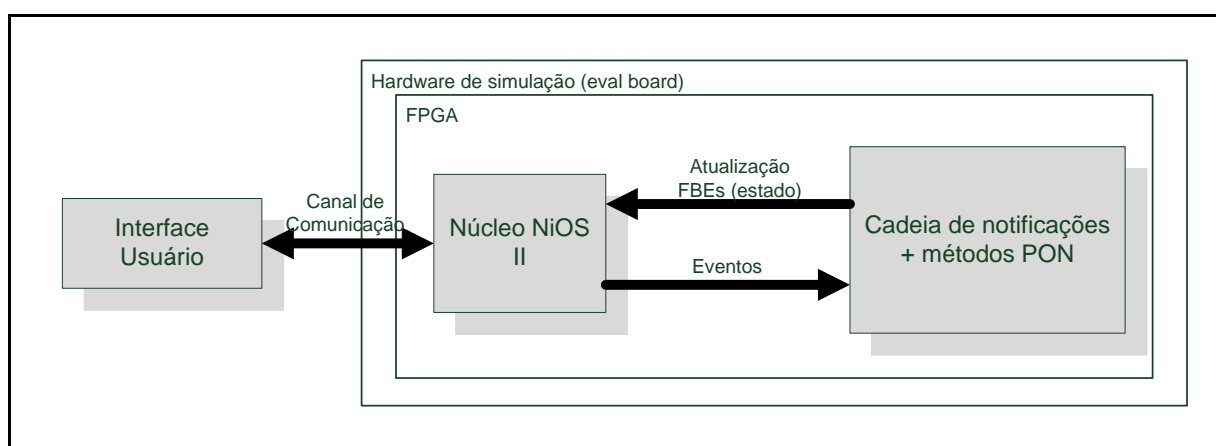 Hardware de simulação (eval board)
FPGA
Interface
Usuário
Canal de
Comunicação
Núcleo NiOS
II
Atualização
FBEs (estado)
Eventos
Cadeia de notificações
+ métodos PON